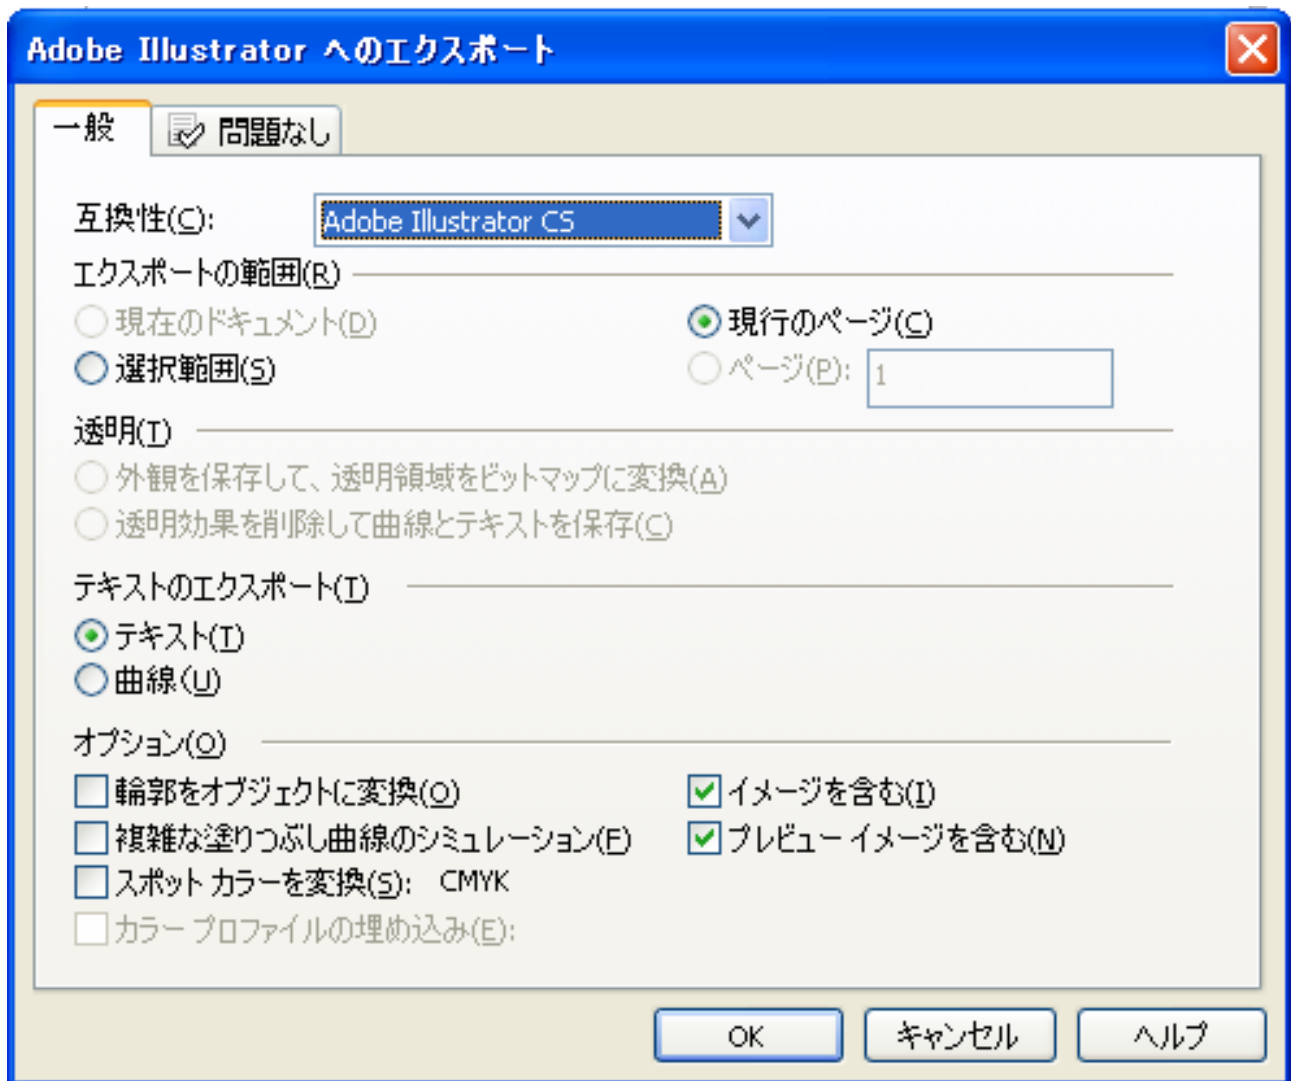 Adobe Illustrator へのエクスポート
一般 問題なし
互換性(C): Adobe Illustrator CS
エクスポートの範囲(R)
現在のドキュメント(D) 現行のページ(C)
選択範囲(S) ページ(P): 1
透明(T)
外観を保存して、透明領域をビットマップに変換(A)
透明効果を削除して曲線とテキストを保存(C)
テキストのエクスポート(T)
テキスト(T)
曲線(U)
オプション(O)
輪郭をオブジェクトに変換(O) イメージを含む(I)
複雑な塗りつぶし曲線のシミュレーション(F) プレビュー イメージを含む(N)
スポット カラーを変換(S): CMYK
カラー プロファイルの埋め込み(E):
OK キャンセル ヘルプ